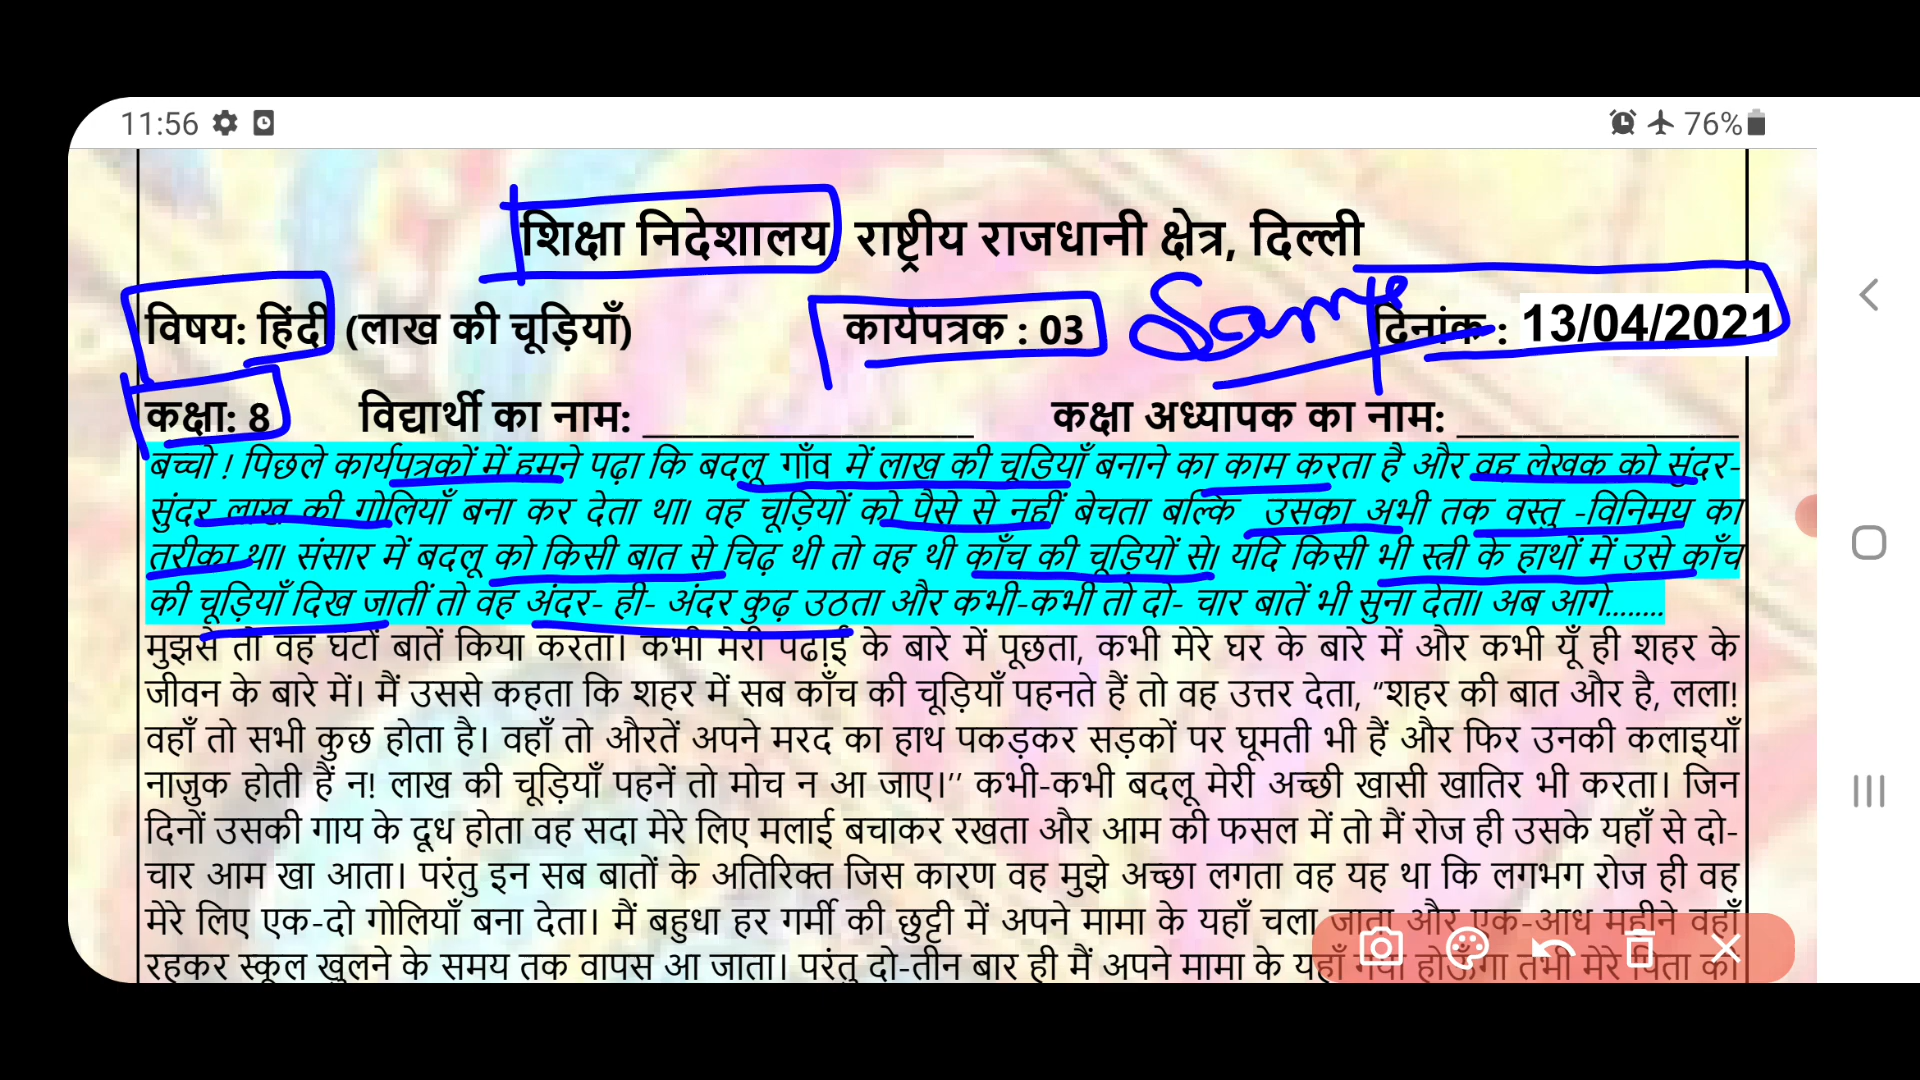 11:56 76%
शिक्षा निदेशालय, राष्ट्रीय राजधानी क्षेत्र, दिल्ली
विषय: हिंदी (लाख की चूड़ियाँ) कार्यपत्रक : 03 Samp दिनांक : 13/04/2021
कक्षा: 8 विद्यार्थी का नाम: ________________ कक्षा अध्यापक का नाम: ______________
बच्चो ! पिछले कार्यपत्रकों में हमने पढ़ा कि बदलू गाँव में लाख की चूड़ियाँ बनाने का काम करता है और वह लेखक को सुंदर-
सुंदर लाख की गोलियाँ बना कर देता था। वह चूड़ियों को पैसे से नहीं बेचता बल्कि उसका अभी तक वस्तु -विनिमय का
तरीका था। संसार में बदलू को किसी बात से चिढ़ थी तो वह थी काँच की चूड़ियों से। यदि किसी भी स्त्री के हाथों में उसे काँच
की चूड़ियाँ दिख जातीं तो वह अंदर- ही- अंदर कुढ़ उठता और कभी-कभी तो दो- चार बातें भी सुना देता। अब आगे........
मुझसे तो वह घंटों बातें किया करता। कभी मेरी पढाई के बारे में पूछता, कभी मेरे घर के बारे में और कभी यूँ ही शहर के
जीवन के बारे में। मैं उससे कहता कि शहर में सब काँच की चूड़ियाँ पहनते हैं तो वह उत्तर देता, “शहर की बात और है, लला!
वहाँ तो सभी कुछ होता है। वहाँ तो औरतें अपने मरद का हाथ पकड़कर सड़कों पर घूमती भी हैं और फिर उनकी कलाइयाँ
नाज़ुक होती हैं न! लाख की चूड़ियाँ पहनें तो मोच न आ जाए।’’ कभी-कभी बदलू मेरी अच्छी खासी खातिर भी करता। जिन
दिनों उसकी गाय के दूध होता वह सदा मेरे लिए मलाई बचाकर रखता और आम की फसल में तो मैं रोज ही उसके यहाँ से दो-
चार आम खा आता। परंतु इन सब बातों के अतिरिक्त जिस कारण वह मुझे अच्छा लगता वह यह था कि लगभग रोज ही वह
मेरे लिए एक-दो गोलियाँ बना देता। मैं बहुधा हर गर्मी की छुट्टी में अपने मामा के यहाँ चला जाता और एक-आध महीने वहाँ
रहकर स्कूल खुलने के समय तक वापस आ जाता। परंतु दो-तीन बार ही मैं अपने मामा के यहाँ गया होऊँगा तभी मेरे पिता की